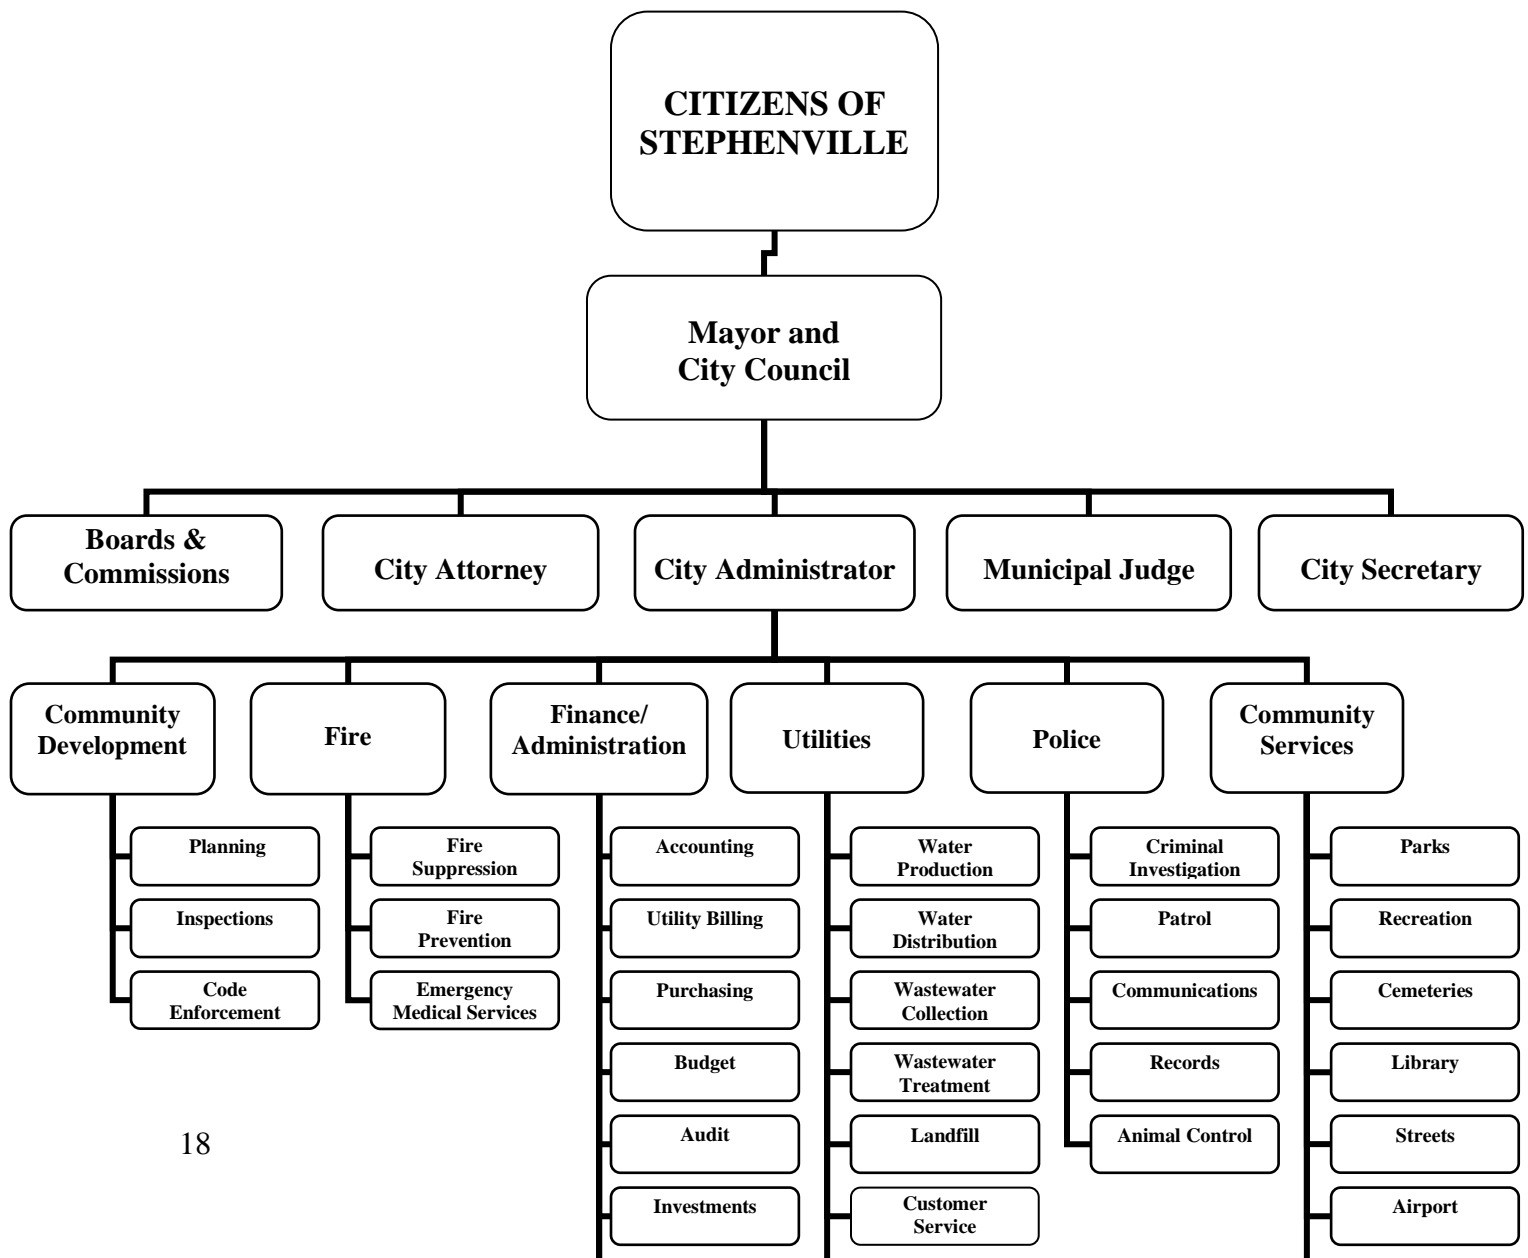 CITIZENS OF
STEPHENVILLE
Mayor and
City Council
Boards &
Commissions
City Attorney
City Administrator
Municipal Judge
City Secretary
Community
Development
Fire
Finance/
Administration
Utilities
Police
Community
Services
Planning
Inspections
Code
Enforcement
Fire
Suppression
Fire
Prevention
Emergency
Medical Services
Accounting
Utility Billing
Purchasing
Budget
Audit
Investments
Water
Production
Water
Distribution
Wastewater
Collection
Wastewater
Treatment
Landfill
Customer
Service
Criminal
Investigation
Patrol
Communications
Records
Animal Control
Parks
Recreation
Cemeteries
Library
Streets
Airport
18